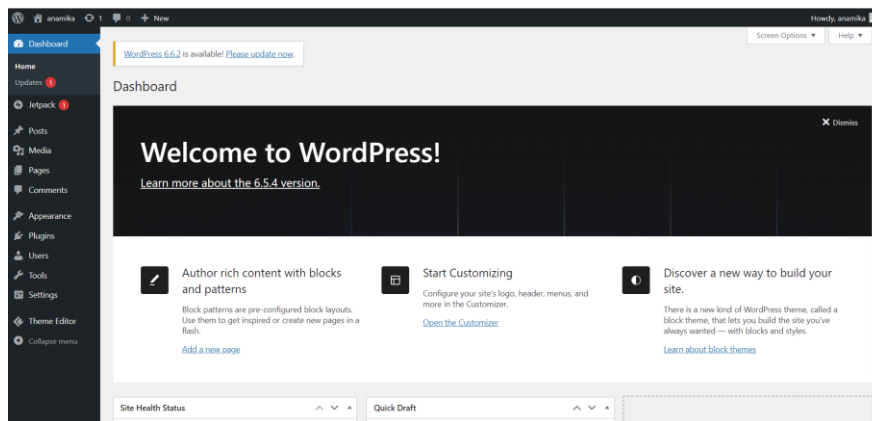 anamika 1 0 + New Howdy, anamika
Screen Options ▼ Help ▼
Dashboard
Home
Updates 1
Jetpack 1
Posts
Media
Pages
Comments
Appearance
Plugins
Users
Tools
Settings
Theme Editor
Collapse menu
WordPress 6.6.2 is available! Please update now.
Dashboard
Dismiss
Welcome to WordPress!
Learn more about the 6.5.4 version.
Author rich content with blocks
and patterns
Block patterns are pre-configured block layouts.
Use them to get inspired or create new pages in a
flash.
Add a new page
Start Customizing
Configure your site's logo, header, menus, and
more in the Customizer.
Open the Customizer
Discover a new way to build your
site.
There is a new kind of WordPress theme, called a
block theme, that lets you build the site you've
always wanted — with blocks and styles.
Learn about block themes
Site Health Status
Quick Draft